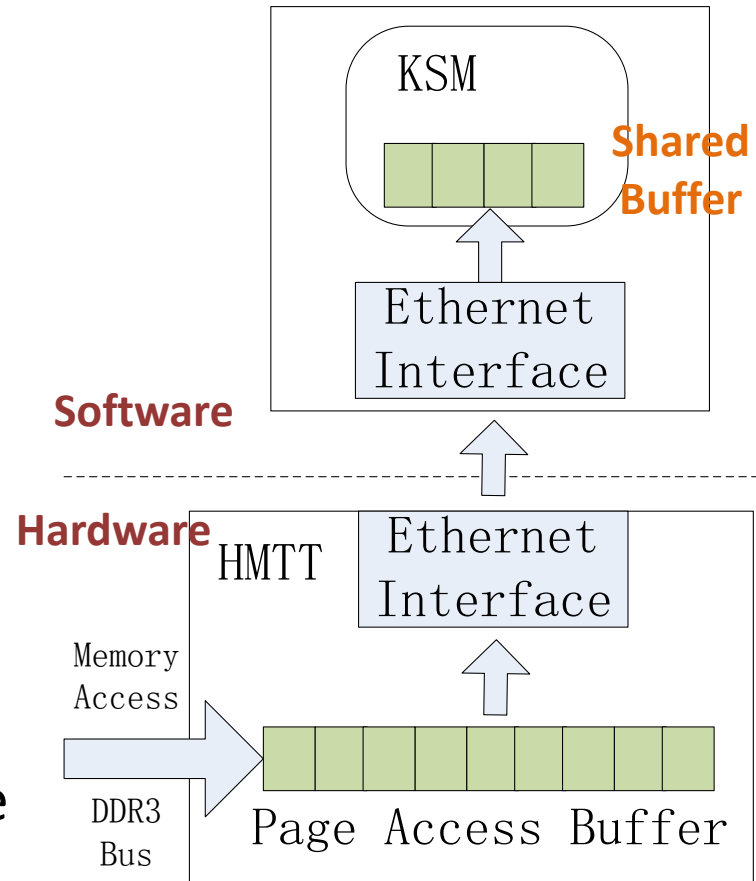 KSM
Shared
Buffer
Ethernet
Interface
Software
Hardware
HMTT
Ethernet
Interface
Memory
Access
DDR3
Bus
Page Access Buffer
e